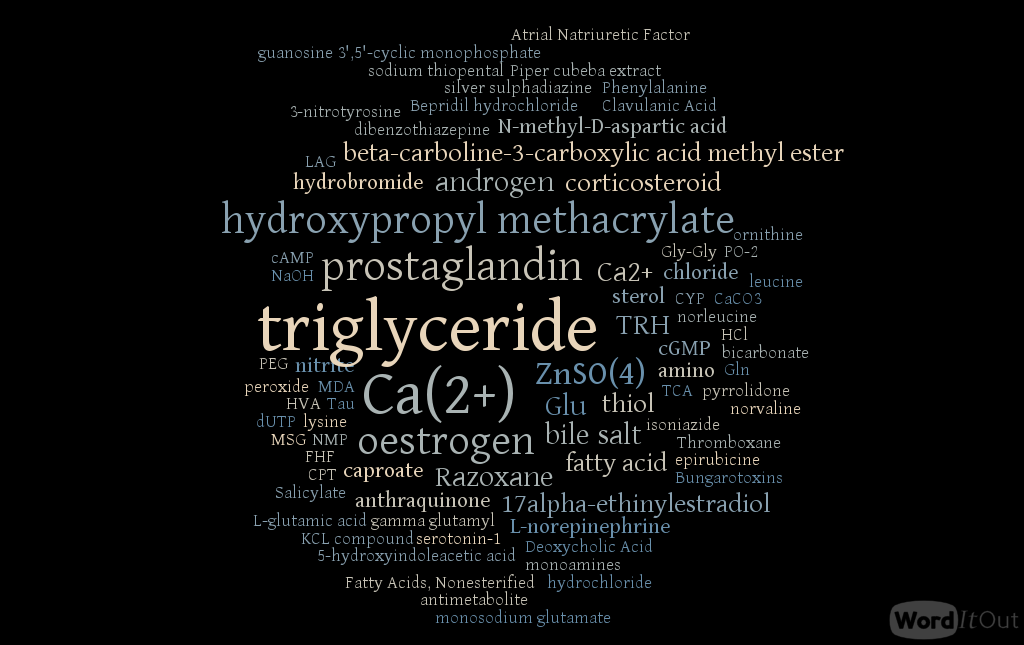 Atrial Natriuretic Factor
guanosine 3',5'-cyclic monophosphate
sodium thiopental Piper cubeba extract
silver sulphadiazine Phenylalanine
3-nitrotyrosine Bepridil hydrochloride Clavulanic Acid
dibenzothiazepine N-methyl-D-aspartic acid
LAG beta-carboline-3-carboxylic acid methyl ester
hydrobromide androgen corticosteroid
hydroxypropyl methacrylate ornithine
cAMP prostaglandin Ca2+ Gly-Gly PO-2
NaOH chloride leucine
sterol CYP CaCO3
triglyceride TRH norleucine
HCl
cGMP bicarbonate
PEG nitrite ZnSO(4) amino Gln
peroxide MDA Ca(2+) TCA pyrrolidone
HVA Tau Glu thiol norvaline
dUTP lysine isoniazide
MSG NMP oestrogen bile salt Thromboxane
FHF fatty acid epirubicine
CPT caproate Razoxane Bungarotoxins
Salicylate anthraquinone 17alpha-ethinylestradiol
L-glutamic acid gamma glutamyl L-norepinephrine
KCL compound serotonin-1
5-hydroxyindoleacetic acid Deoxycholic Acid
monoamines
Fatty Acids, Nonesterified hydrochloride
antimetabolite
monosodium glutamate
WordItOut